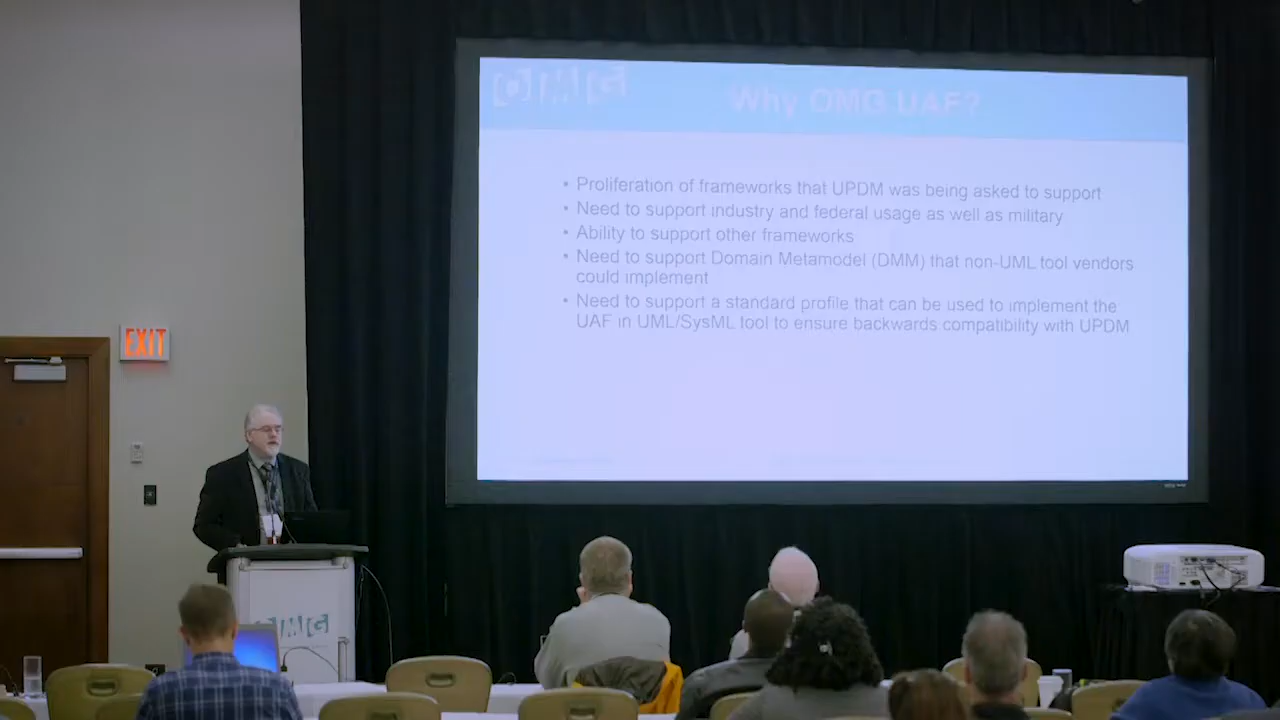 OMG
Why OMG UAF?
• Proliferation of frameworks that UPDM was being asked to support
• Need to support industry and federal usage as well as military
• Ability to support other frameworks
• Need to support Domain Metamodel (DMM) that non-UML tool vendors
could implement
• Need to support a standard profile that can be used to implement the
UAF in UML/SysML tool to ensure backwards compatibility with UPDM
EXIT
OMG